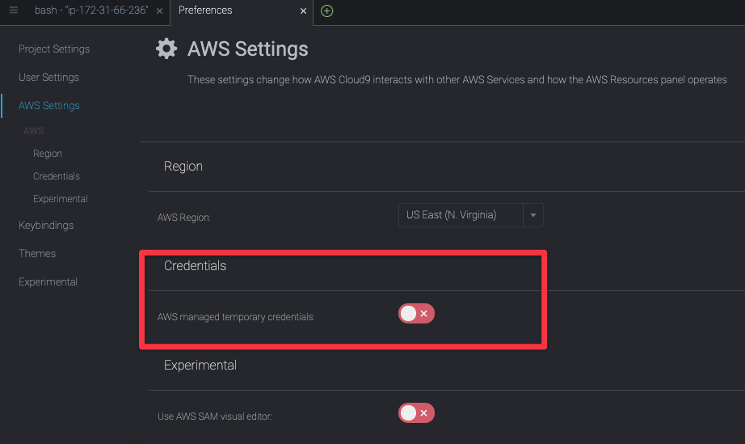 bash - "ip-172-31-66-236"
Preferences
Project Settings
User Settings
AWS Settings
AWS
Region
Credentials
Experimental
Keybindings
Themes
Experimental
AWS Settings
These settings change how AWS Cloud9 interacts with other AWS Services and how the AWS Resources panel operates
Region
AWS Region:
US East (N. Virginia)
Credentials
AWS managed temporary credentials:
Experimental
Use AWS SAM visual editor: